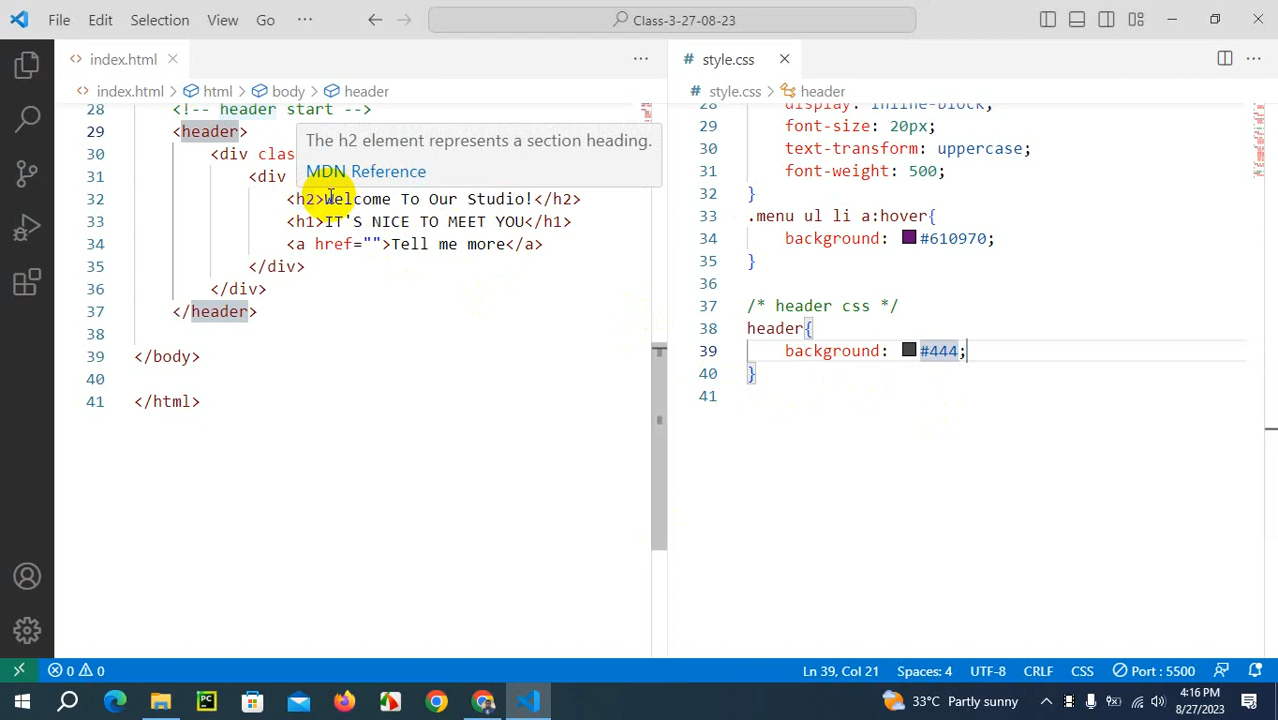 File Edit Selection View Go ··· Class-3-27-08-23
index.html
style.css
index.html > html > body > header
style.css > header
28 <!-- header start -->
29 <header>
The h2 element represents a section heading.
MDN Reference
30 <div clas
31 <div
32 <h2>Welcome To Our Studio!</h2>
33 <h1>IT'S NICE TO MEET YOU</h1>
34 <a href="">Tell me more</a>
35 </div>
36 </div>
37 </header>
38
39 </body>
40
41 </html>
28 display: inline-block;
29 font-size: 20px;
30 text-transform: uppercase;
31 font-weight: 500;
32 }
33 .menu ul li a:hover{
34 background: #610970;
35 }
36
37 /* header css */
38 header{
39 background: #444;
40 }
41
0 0 Ln 39, Col 21 Spaces: 4 UTF-8 CRLF CSS Port : 5500
PC 33°C Partly sunny 4:16 PM
8/27/2023